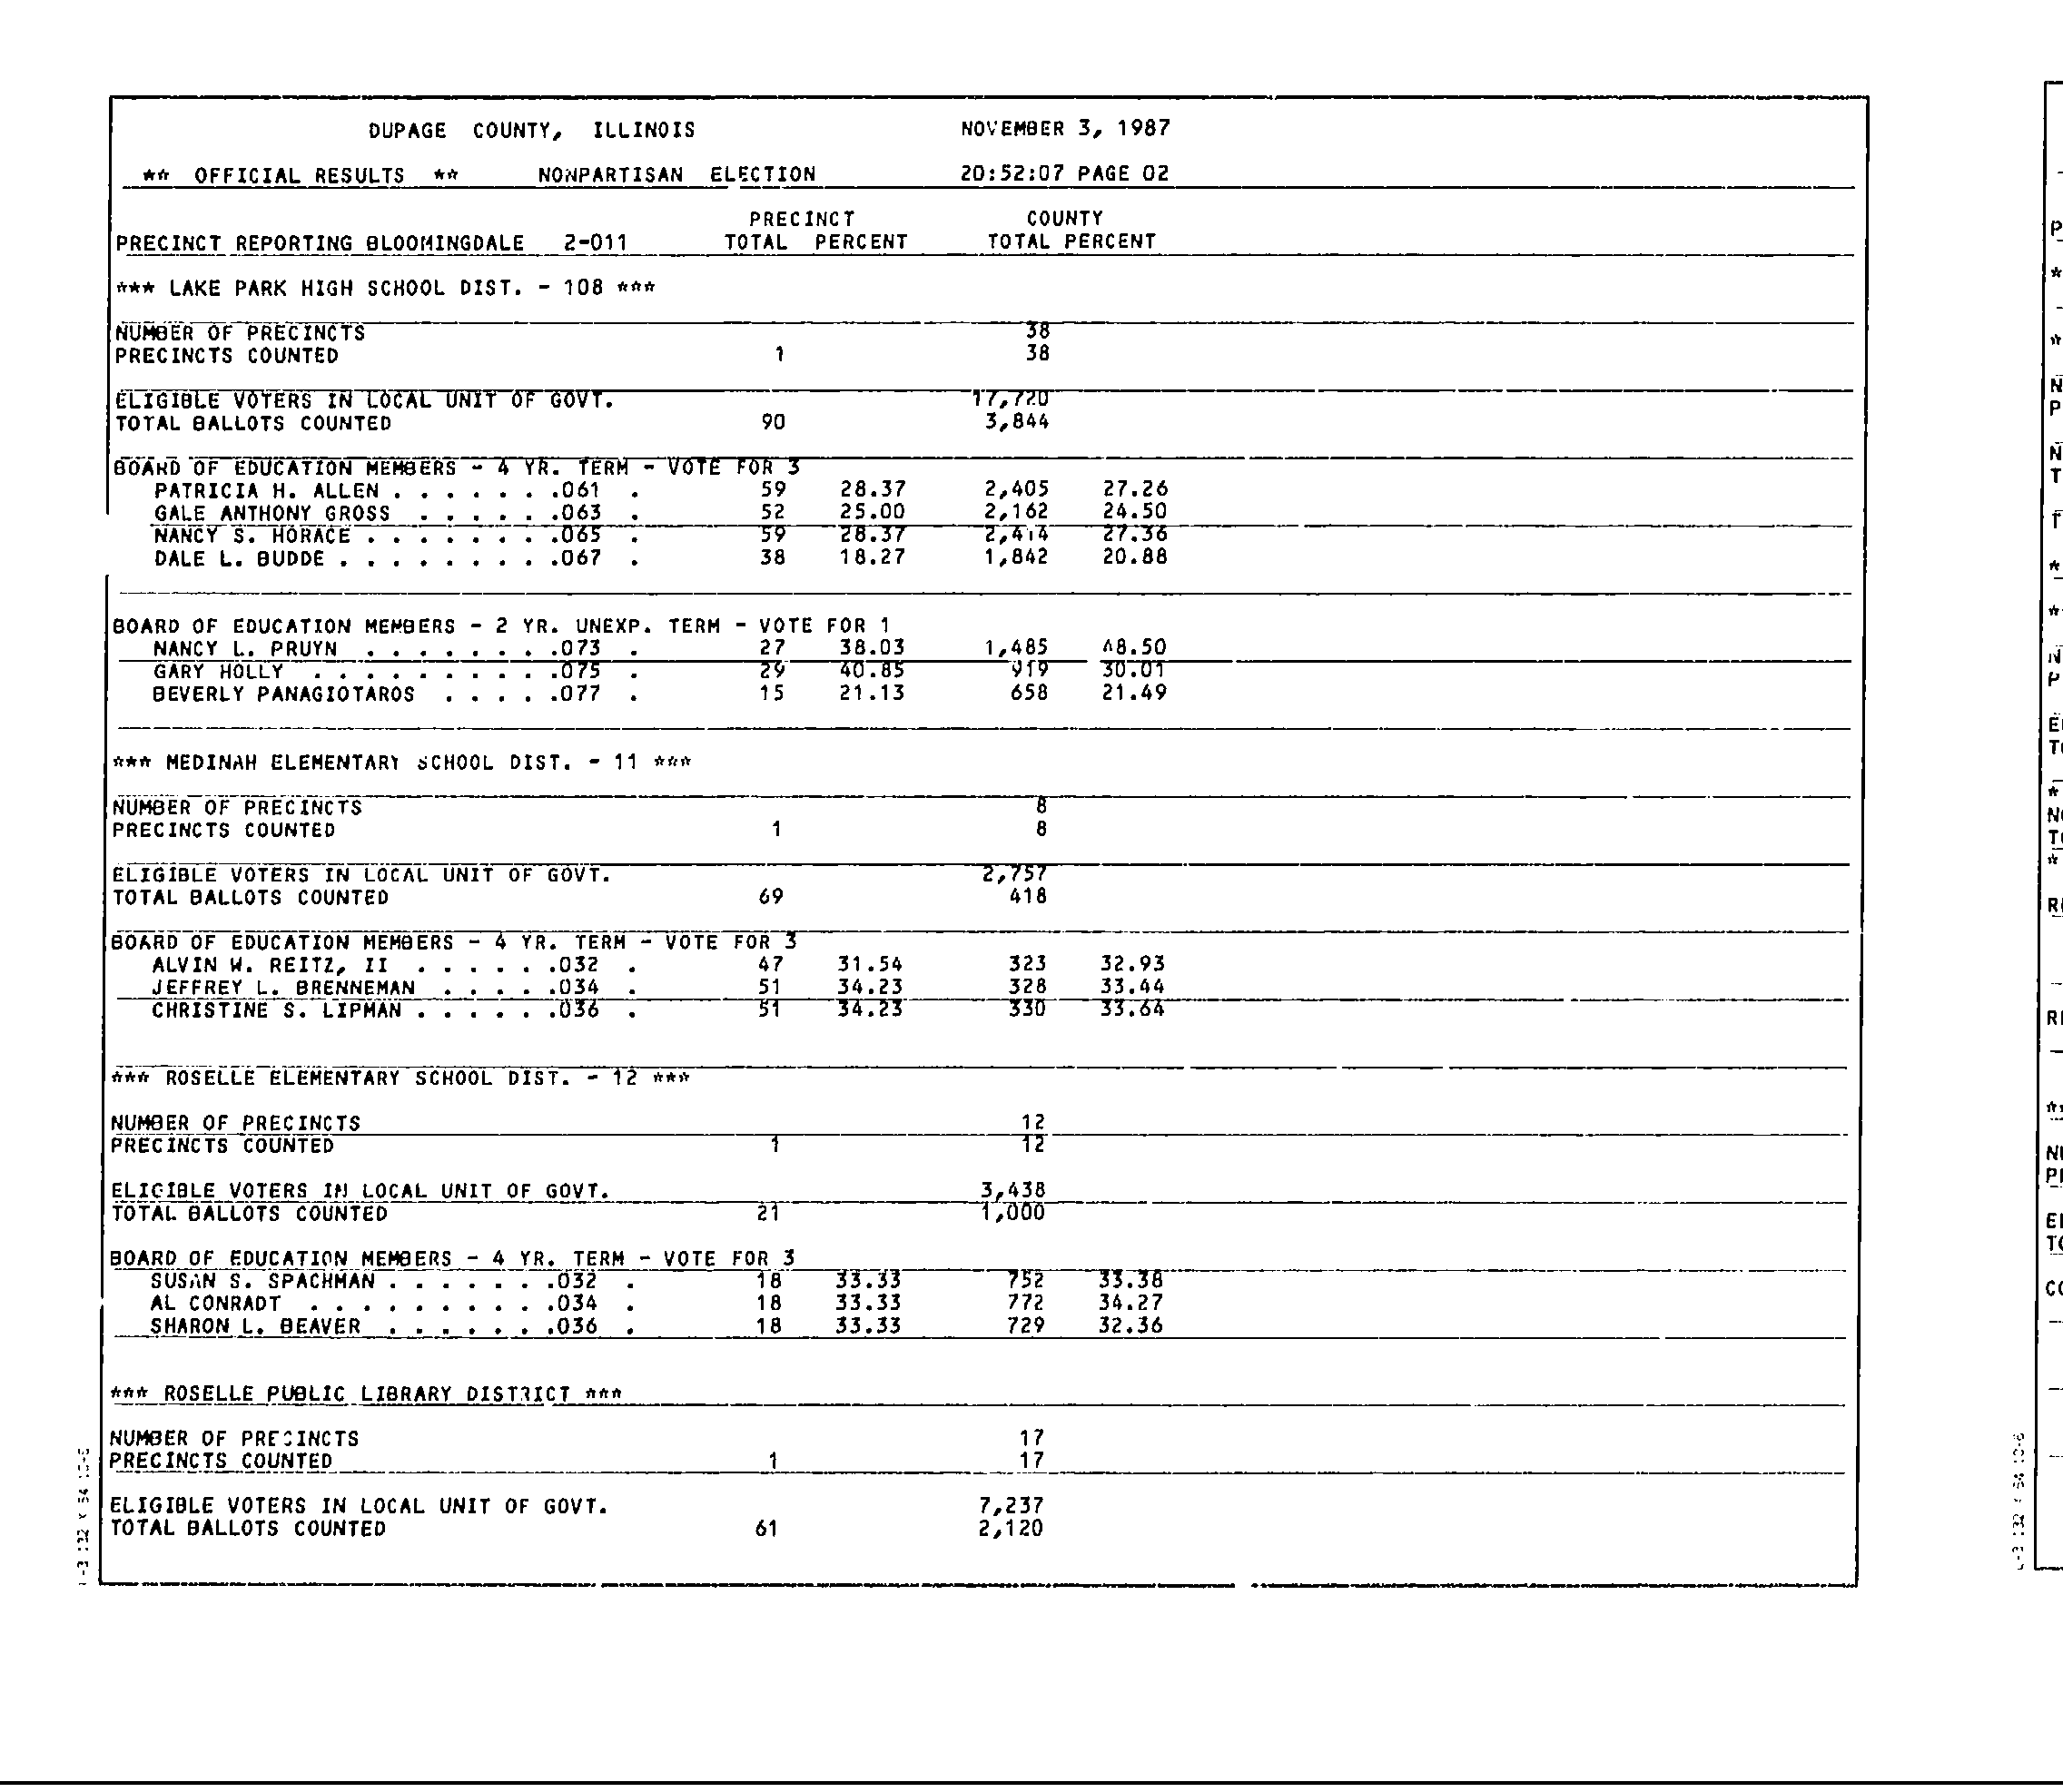 DUPAGE COUNTY, ILLINOIS NOVEMBER 3, 1987
** OFFICIAL RESULTS ** NONPARTISAN ELECTION 20:52:07 PAGE 02
PRECINCT COUNTY
PRECINCT REPORTING BLOOMINGDALE 2-011 TOTAL PERCENT TOTAL PERCENT
*** LAKE PARK HIGH SCHOOL DIST. - 108 ***
NUMBER OF PRECINCTS 38
PRECINCTS COUNTED 1 38
ELIGIBLE VOTERS IN LOCAL UNIT OF GOVT. 17,720
TOTAL BALLOTS COUNTED 90 3,844
BOARD OF EDUCATION MEMBERS - 4 YR. TERM - VOTE FOR 3
PATRICIA H. ALLEN . . . . . . .061 . 59 28.37 2,405 27.26
GALE ANTHONY GROSS . . . . . .063 . 52 25.00 2,162 24.50
NANCY S. HORACE . . . . . . . .065 . 59 28.37 2,414 27.36
DALE L. BUDDE . . . . . . . . .067 . 38 18.27 1,842 20.88
BOARD OF EDUCATION MEMBERS - 2 YR. UNEXP. TERM - VOTE FOR 1
NANCY L. PRUYN . . . . . . . .073 . 27 38.03 1,485 48.50
GARY HOLLY . . . . . . . . . .075 . 29 40.85 919 30.01
BEVERLY PANAGIOTAROS . . . . .077 . 15 21.13 658 21.49
*** MEDINAH ELEMENTARY SCHOOL DIST. - 11 ***
NUMBER OF PRECINCTS 8
PRECINCTS COUNTED 1 8
ELIGIBLE VOTERS IN LOCAL UNIT OF GOVT. 2,757
TOTAL BALLOTS COUNTED 69 418
BOARD OF EDUCATION MEMBERS - 4 YR. TERM - VOTE FOR 3
ALVIN W. REITZ, II . . . . . .032 . 47 31.54 323 32.93
JEFFREY L. BRENNEMAN . . . . .034 . 51 34.23 328 33.44
CHRISTINE S. LIPMAN . . . . . .036 . 51 34.23 330 33.64
*** ROSELLE ELEMENTARY SCHOOL DIST. - 12 ***
NUMBER OF PRECINCTS 12
PRECINCTS COUNTED 1 12
ELIGIBLE VOTERS IN LOCAL UNIT OF GOVT. 3,438
TOTAL BALLOTS COUNTED 21 1,000
BOARD OF EDUCATION MEMBERS - 4 YR. TERM - VOTE FOR 3
SUSAN S. SPACHMAN . . . . . . .032 . 18 33.33 752 33.38
AL CONRADT . . . . . . . . . .034 . 18 33.33 772 34.27
SHARON L. BEAVER . . . . . . .036 . 18 33.33 729 32.36
*** ROSELLE PUBLIC LIBRARY DISTRICT ***
NUMBER OF PRECINCTS 17
PRECINCTS COUNTED 1 17
ELIGIBLE VOTERS IN LOCAL UNIT OF GOVT. 7,237
TOTAL BALLOTS COUNTED 61 2,120